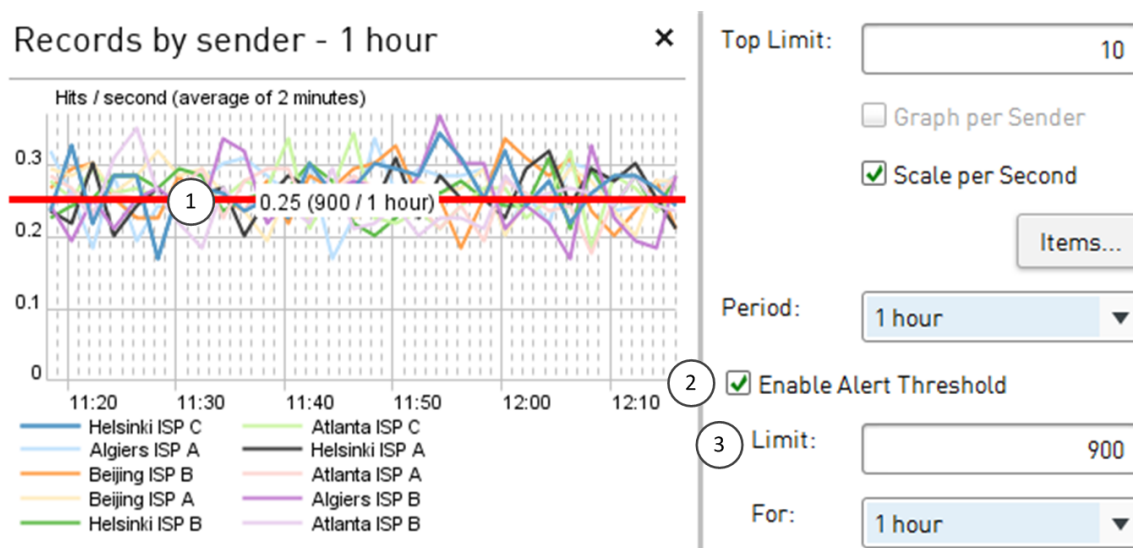 Records by sender - 1 hour
Hits / second (average of 2 minutes)
0.3
0.2
0.1
0
1
0.25 (900 / 1 hour)
11:20 11:30 11:40 11:50 12:00 12:10
Helsinki ISP C Atlanta ISP C
Algiers ISP A Helsinki ISP A
Beijing ISP B Atlanta ISP A
Beijing ISP A Algiers ISP B
Helsinki ISP B Atlanta ISP B
Top Limit: 10
Graph per Sender
Scale per Second
Items...
Period: 1 hour
2 Enable Alert Threshold
3 Limit: 900
For: 1 hour